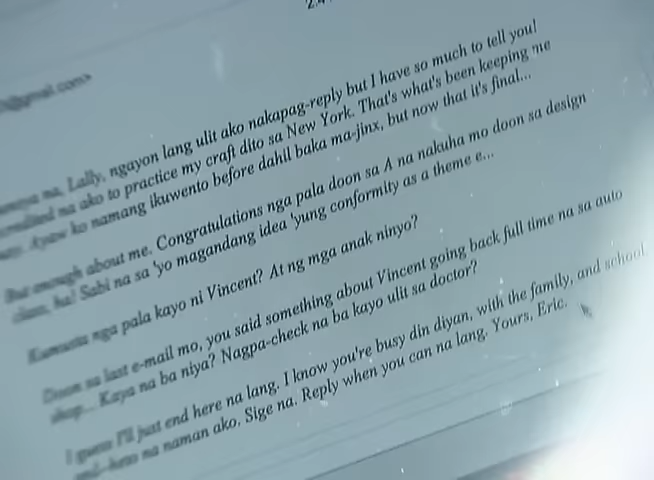 na, Lally, ngayon lang ulit ako nakapag-reply but I have so much to tell you!
na ako to practice my craft dito sa New York. That's what's been keeping me
Ayaw ko namang ikuwento before dahil baka ma-jinx, but now that it's final...
But enough about me. Congratulations nga pala doon sa A na nakuha mo doon sa design
class, ha! Sabi na sa 'yo magandang idea 'yung conformity as a theme e...
Kumusta nga pala kayo ni Vincent? At ng mga anak ninyo?
Doon sa last e-mail mo, you said something about Vincent going back full time na sa auto
shop... Kaya na ba niya? Nagpa-check na ba kayo ulit sa doctor?
I guess I'll just end here na lang. I know you're busy din diyan, with the family, and school
na naman ako. Sige na. Reply when you can na lang. Yours, Eric.